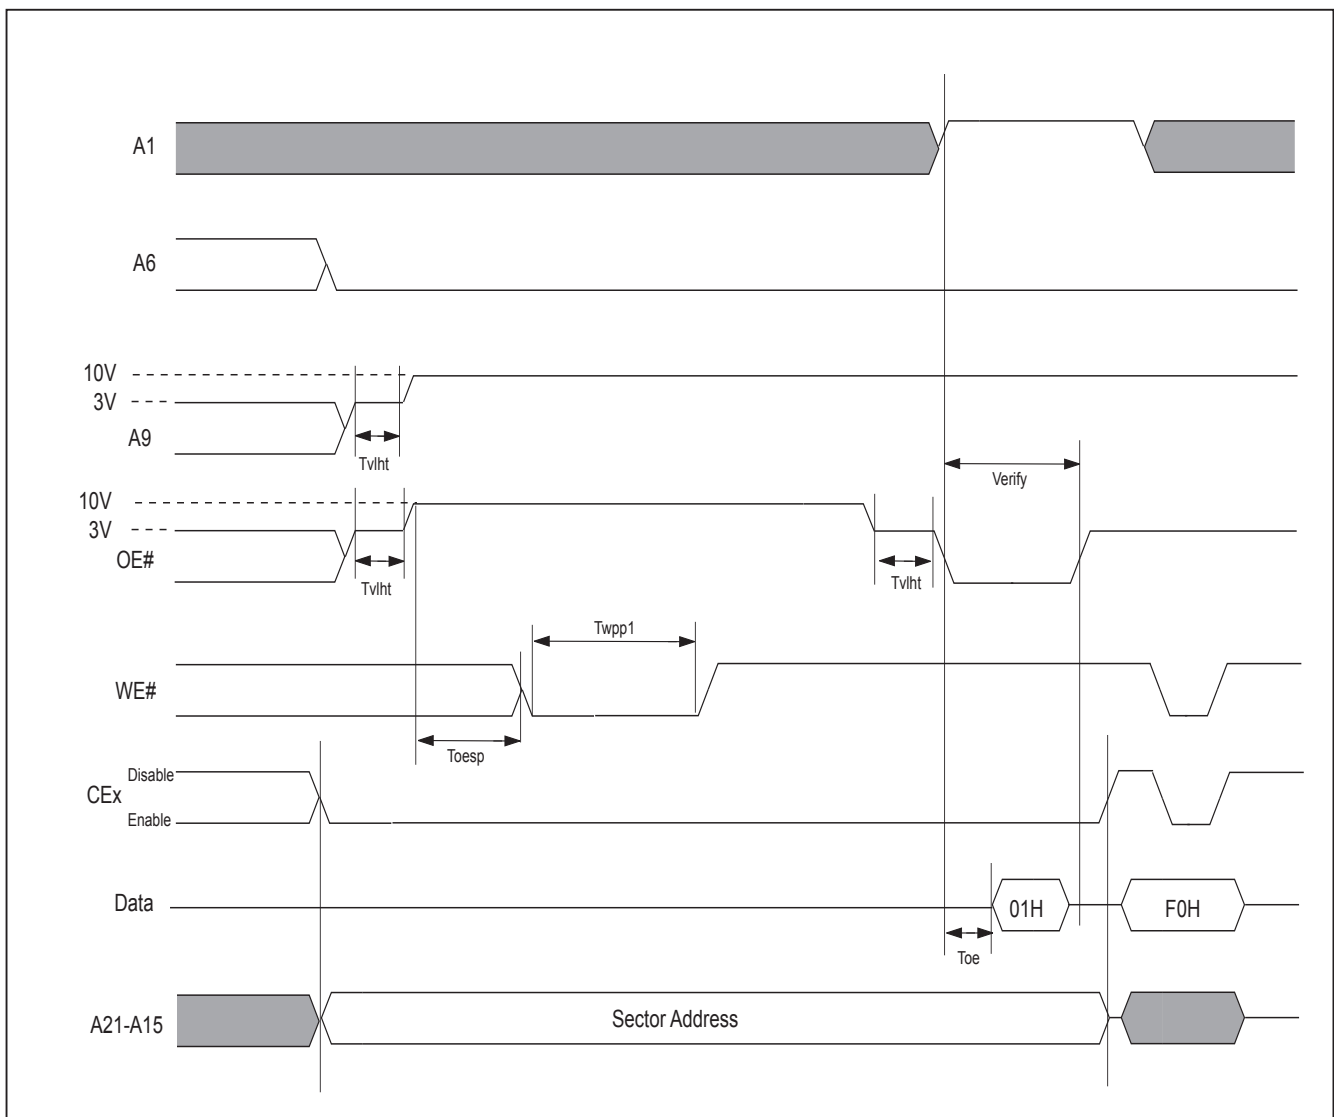 A1
A6
10V
3V
A9
Tvlht
Verify
10V
3V
OE#
Tvlht
Tvlht
Twpp1
WE#
Toesp
Disable
CEx
Enable
Data
01H
F0H
Toe
A21-A15
Sector Address